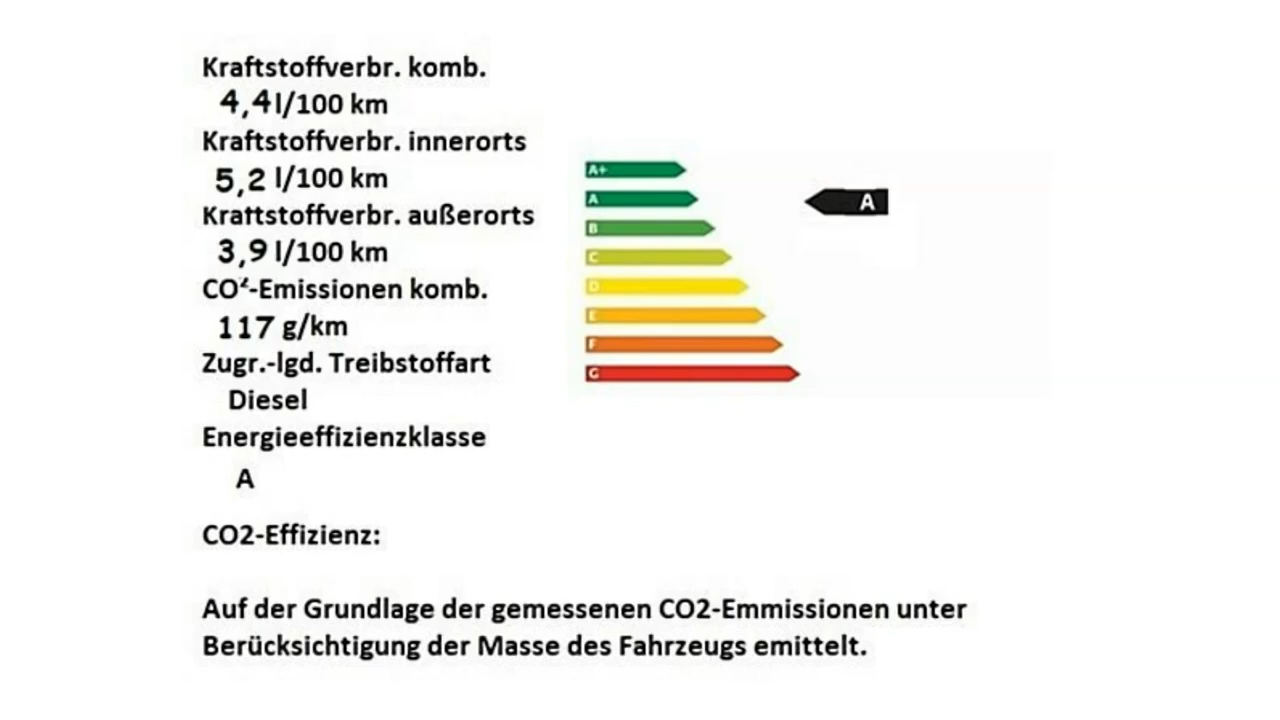 Kraftstoffverbr. komb.
4,4 l/100 km
Kraftstoffverbr. innerorts
5,2 l/100 km
Krattstoffverbr. außerorts
3,9 l/100 km
CO²-Emissionen komb.
117 g/km
Zugr.-lgd. Treibstoffart
Diesel
Energieeffizienzklasse
A
A+
A
B
C
D
E
F
G
A
CO2-Effizienz:
Auf der Grundlage der gemessenen CO2-Emmissionen unter
Berücksichtigung der Masse des Fahrzeugs emittelt.